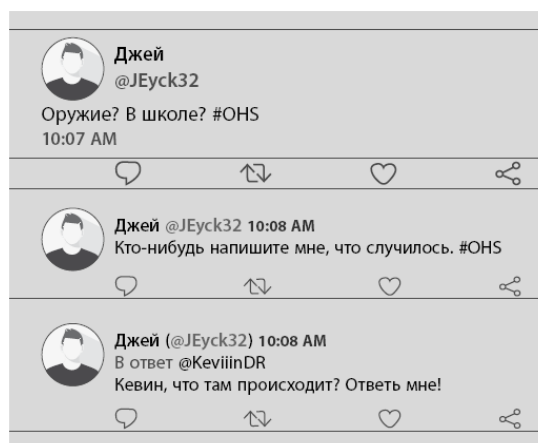 Джей
@JEyck32
Оружие? В школе? #OHS
10:07 AM
Джей @JEyck32 10:08 AM
Кто-нибудь напишите мне, что случилось. #OHS
Джей (@JEyck32) 10:08 AM
В ответ @KeviiinDR
Кевин, что там происходит? Ответь мне!